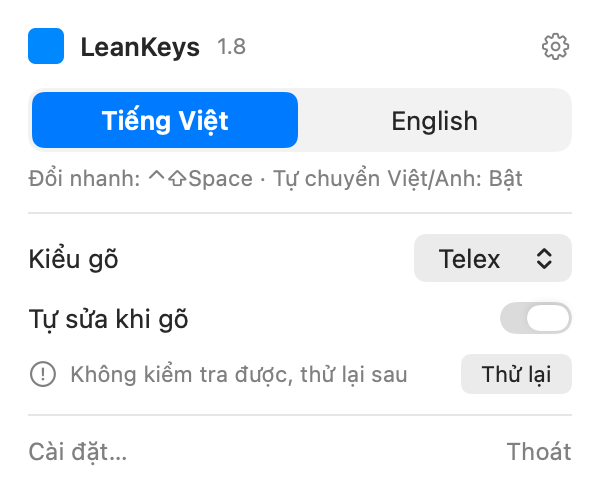 LeanKeys 1.8
Tiếng Việt English
Đổi nhanh: ^⇧Space · Tự chuyển Việt/Anh: Bật
Kiểu gõ Telex
Tự sửa khi gõ
Không kiểm tra được, thử lại sau Thử lại
Cài đặt... Thoát